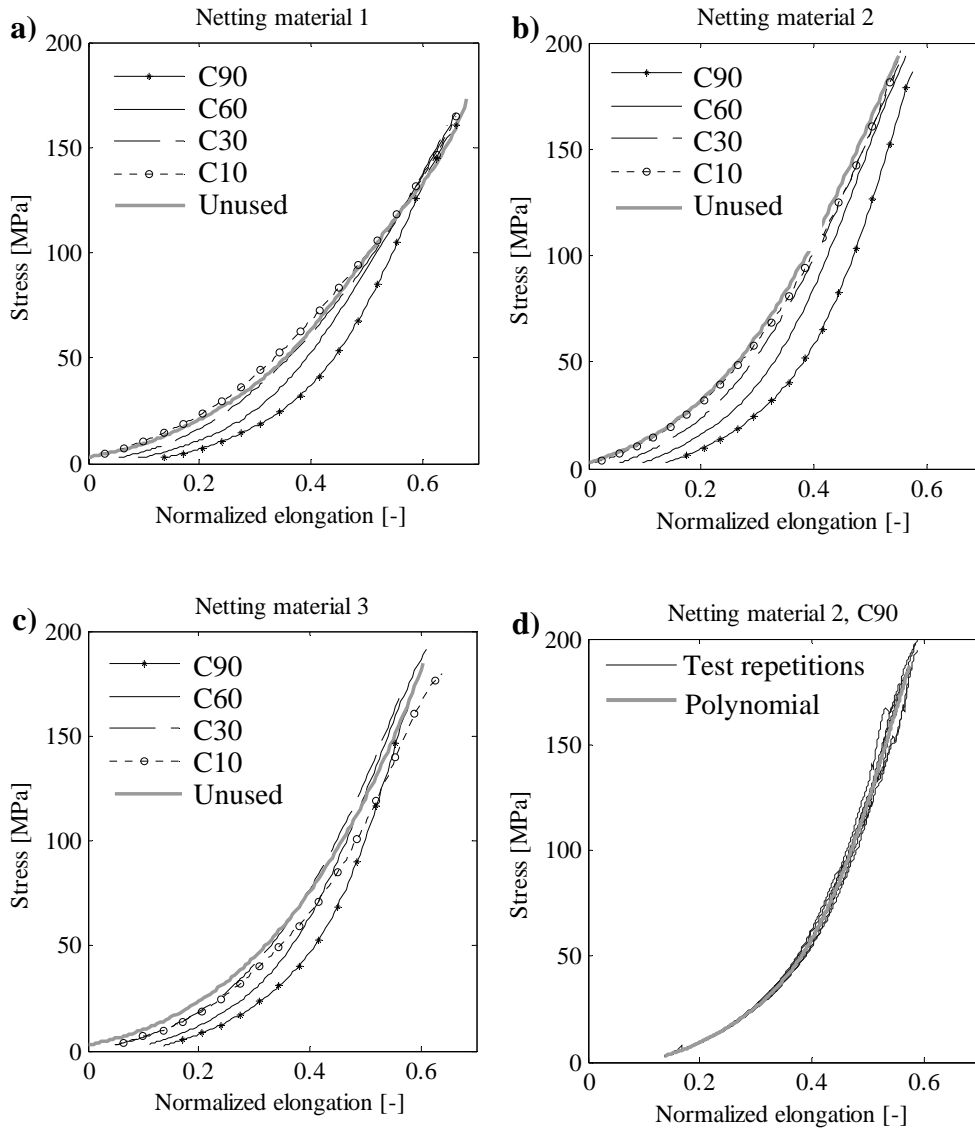 a)
Netting material 1
200
150
100
50
0
0
0.2
0.4
0.6
Stress [MPa]
Normalized elongation [-]
C90
C60
C30
C10
Unused
b)
Netting material 2
200
150
100
50
0
0
0.2
0.4
0.6
Stress [MPa]
Normalized elongation [-]
C90
C60
C30
C10
Unused
c)
Netting material 3
200
150
100
50
0
0
0.2
0.4
0.6
Stress [MPa]
Normalized elongation [-]
C90
C60
C30
C10
Unused
d)
Netting material 2, C90
200
150
100
50
0
0
0.2
0.4
0.6
Stress [MPa]
Normalized elongation [-]
Test repetitions
Polynomial